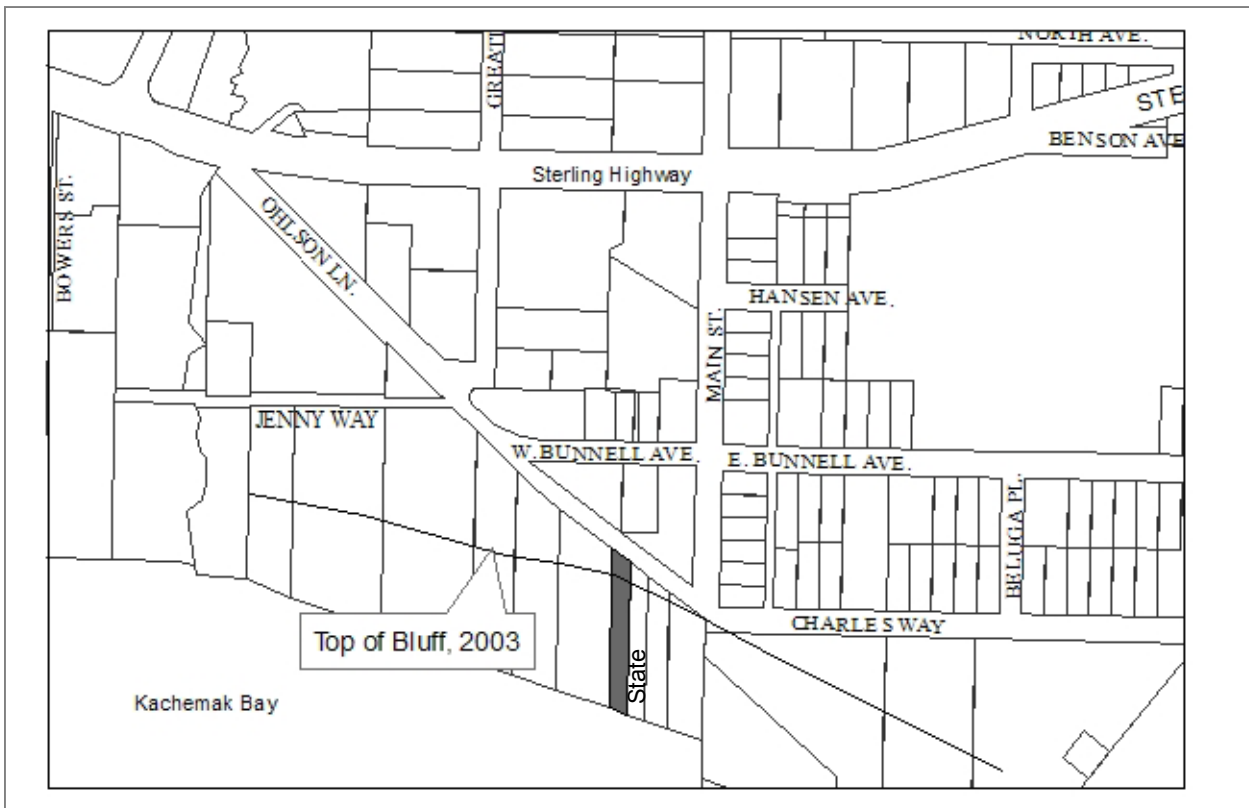 NORTH AVE.
GREATL
STE
BENSON AVE
Sterling Highway
BOWERS ST.
OHLSON LN.
HANSEN AVE.
MAIN ST.
JENNY WAY
W. BUNNELL AVE.
E. BUNNELL AVE.
BELUGA PL.
CHARLES WAY
Top of Bluff, 2003
State
Kachemak Bay